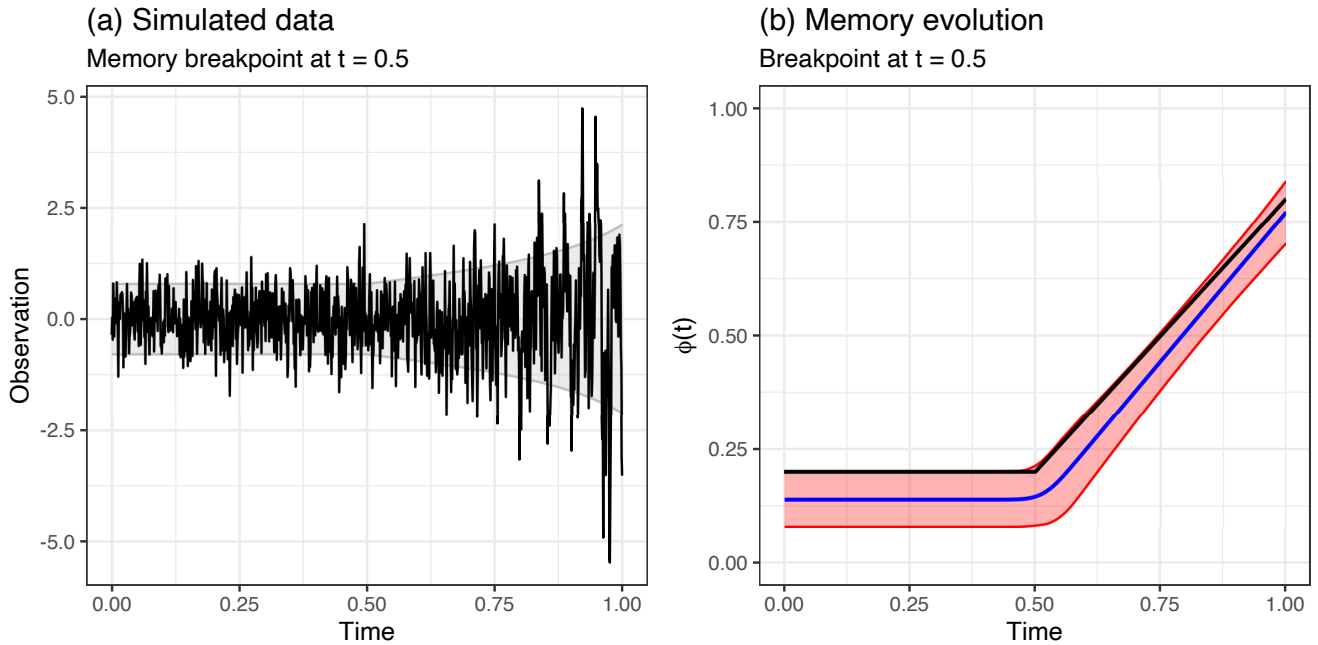 (a) Simulated data
Memory breakpoint at t = 0.5
5.0
2.5
0.0
-2.5
-5.0
Observation
0.00 0.25 0.50 0.75 1.00
Time
(b) Memory evolution
Breakpoint at t = 0.5
1.00
0.75
0.50
0.25
0.00
ϕ(t)
0.00 0.25 0.50 0.75 1.00
Time